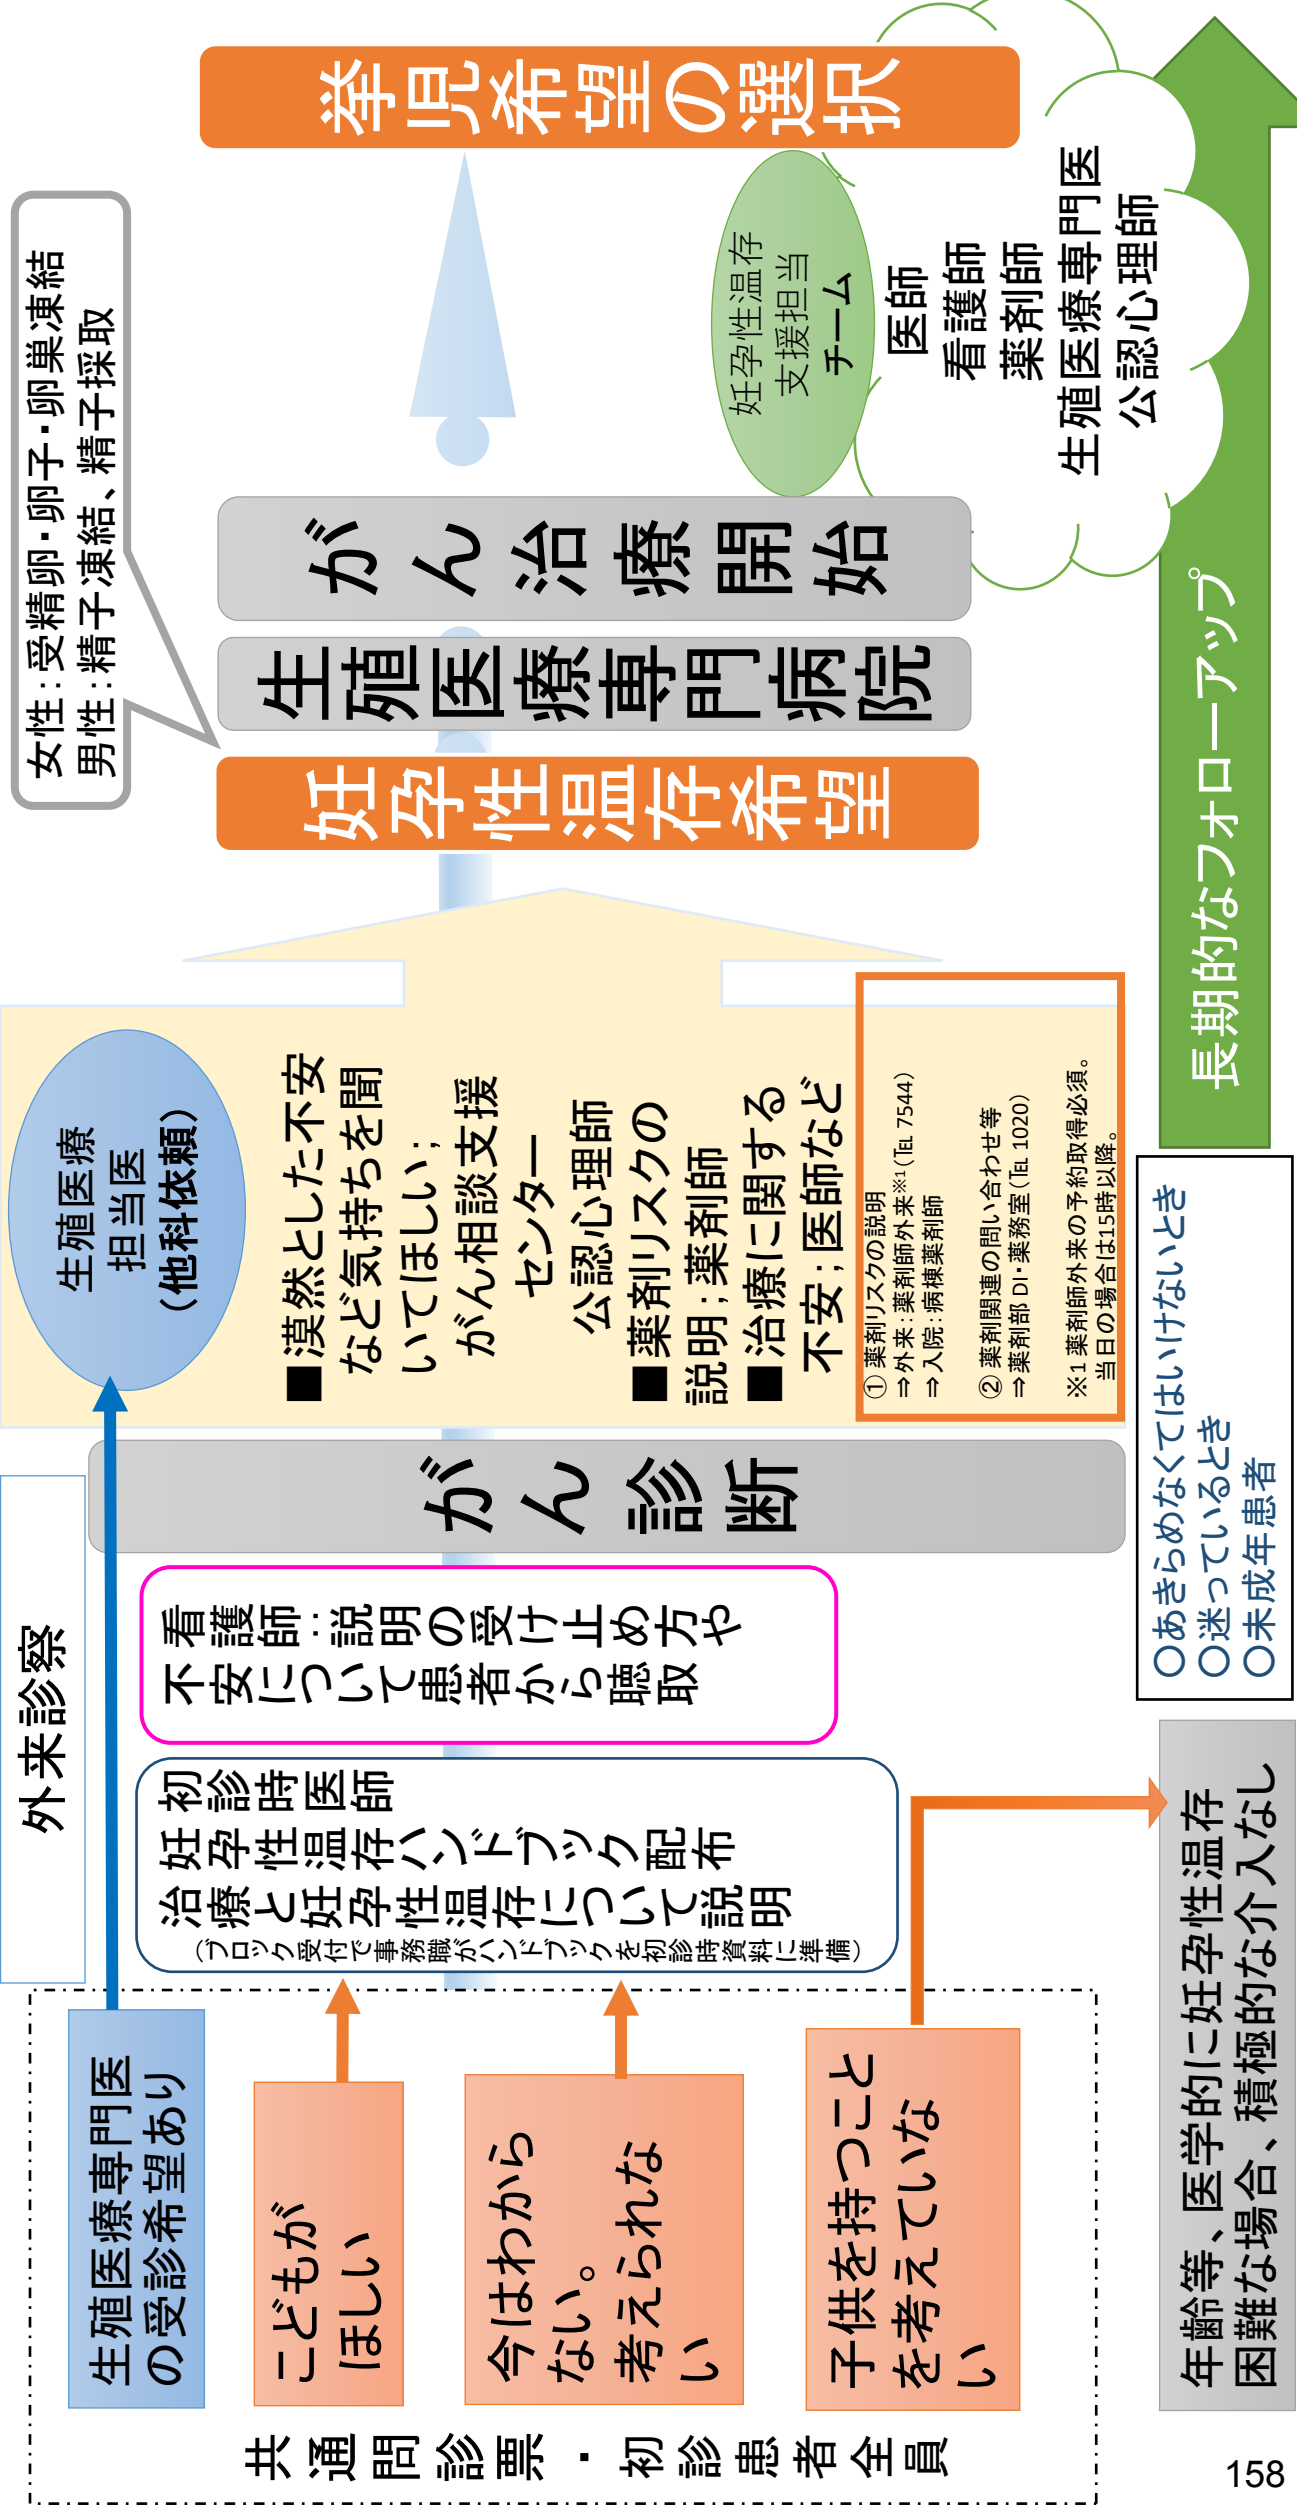 外来診察
共通問診票・初診患者全員
生殖医療専門医
の受診希望あり
こどもが
ほしい
今はわから
ない。
考えられな
い
子供を持つこと
を考えていな
い
初診時医師
妊孕性温存ハンドブック配布
治療と妊孕性温存について説明
（ブロック受付で事務職がハンドブックを初診時資料に準備）
看護師：説明の受け止め方や
不安について患者から聴取
がん診断
生殖医療
担当医
（他科依頼）
■漠然とした不安
など気持ちを聞
いてほしい；
がん相談支援
センター
公認心理師
■薬剤リスクの
説明；薬剤師
■治療に関する
不安；医師など
① 薬剤リスクの説明
⇒外来：薬剤師外来※1（℡ 7544）
⇒入院：病棟薬剤師
② 薬剤関連の問い合わせ等
⇒薬剤部 DI・薬務室（℡ 1020）
※1 薬剤師外来の予約取得必須。
当日の場合は15時以降。
妊孕性温存希望
女性：受精卵・卵子・卵巣凍結
男性：精子凍結、精子採取
生殖医療専門病院
がん治療開始
挙児希望の選択
妊孕性温存
支援担当
チーム
医師
看護師
薬剤師
生殖医療専門医
公認心理師
年齢等、医学的に妊孕性温存
困難な場合、積極的な介入なし
〇あきらめなくてはいけないとき
〇迷っているとき
〇未成年患者
長期的なフォローアップ
158